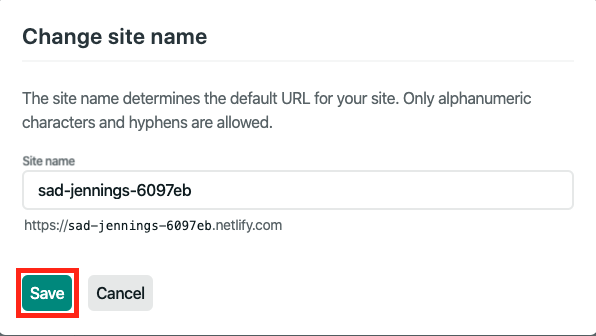 Change site name
The site name determines the default URL for your site. Only alphanumeric
characters and hyphens are allowed.
Site name
sad-jennings-6097eb
https://sad-jennings-6097eb.netlify.com
Save Cancel